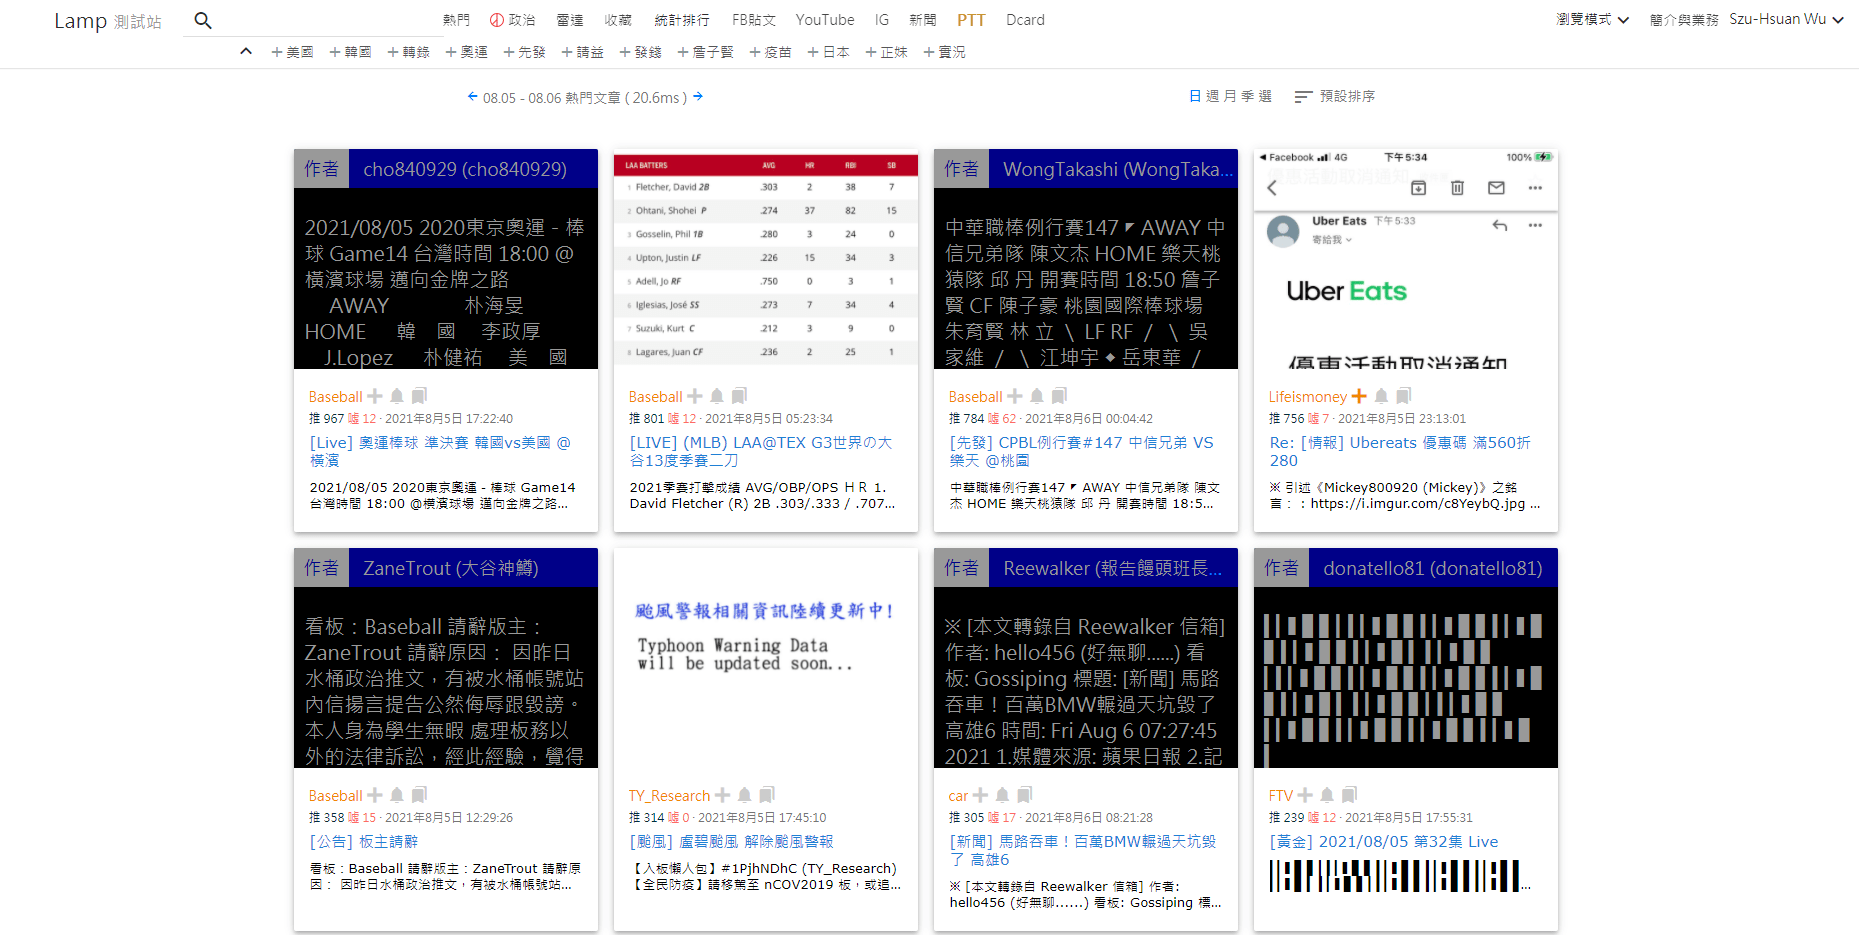 Lamp 測試站
熱門 政治 雷達 收藏 統計排行 FB貼文 YouTube IG 新聞 PTT Dcard
瀏覽模式 簡介與業務 Szu-Hsuan Wu
+美國 +韓國 +轉錄 +奧運 +先發 +請益 +發錢 +詹子賢 +疫苗 +日本 +正妹 +實況
← 08.05 - 08.06 熱門文章 ( 20.6ms ) →
日 週 月 季 選 預設排序
作者 cho840929 (cho840929)
2021/08/05 2020東京奧運 - 棒
球 Game14 台灣時間 18:00 @
橫濱球場 邁向金牌之路
AWAY 朴海旻
HOME 韓 國 李政厚
J.Lopez 朴健祐 美 國
Baseball
推 967 噓 12 · 2021年8月5日 17:22:40
[Live] 奧運棒球 準決賽 韓國vs美國 @
橫濱
2021/08/05 2020東京奧運 - 棒球 Game14
台灣時間 18:00 @橫濱球場 邁向金牌之路...
LAA BATTERS AVG HR RBI SB
1 Fletcher, David 2B .303 2 38 7
2 Ohtani, Shohei P .274 37 82 15
3 Gosselin, Phil 1B .280 3 24 0
4 Upton, Justin LF .226 15 34 3
5 Adell, Jo RF .750 0 3 1
6 Iglesias, José SS .273 7 34 4
7 Suzuki, Kurt C .212 3 9 0
8 Lagares, Juan CF .236 2 25 1
Baseball
推 801 噓 12 · 2021年8月5日 05:23:34
[LIVE] (MLB) LAA@TEX G3世界の大
谷13度季賽二刀
2021季賽打擊成績 AVG/OBP/OPS ＨＲ 1.
David Fletcher (R) 2B .303/.333 / .707...
作者 WongTakashi (WongTaka...
中華職棒例行賽147◤AWAY 中
信兄弟隊 陳文杰 HOME 樂天桃
猿隊 邱 丹 開賽時間 18:50 詹子
賢 CF 陳子豪 桃園國際棒球場
朱育賢 林 立 \ LF RF / \ 吳
家維 / \ 江坤宇 ◆ 岳東華 /
Baseball
推 784 噓 62 · 2021年8月6日 00:04:42
[先發] CPBL例行賽#147 中信兄弟 VS
樂天 @桃園
中華職棒例行賽147◤AWAY 中信兄弟隊 陳文
杰 HOME 樂天桃猿隊 邱 丹 開賽時間 18:5...
Facebook 4G 下午5:34 100%
Uber Eats 下午5:33
寄給我
Uber Eats
優惠活動取消通知
Lifeismoney
推 756 噓 7 · 2021年8月5日 23:13:01
Re: [情報] Ubereats 優惠碼 滿560折
280
※ 引述《Mickey800920 (Mickey)》之銘
言： : https://i.imgur.com/c8YeybQ.jpg ...
作者 ZaneTrout (大谷神鱒)
看板：Baseball 請辭版主：
ZaneTrout 請辭原因： 因昨日
水桶政治推文，有被水桶帳號站
內信揚言提告公然侮辱跟毀謗。
本人身為學生無暇 處理板務以
外的法律訴訟，經此經驗，覺得
Baseball
推 358 噓 15 · 2021年8月5日 12:29:26
[公告] 板主請辭
看板：Baseball 請辭版主：ZaneTrout 請辭原
因： 因昨日水桶政治推文，有被水桶帳號站...
颱風警報相關資訊陸續更新中!
Typhoon Warning Data
will be updated soon...
TY_Research
推 314 噓 0 · 2021年8月5日 17:45:10
[颱風] 盧碧颱風 解除颱風警報
【入板懶人包】#1PjhNDhC (TY_Research)
【全民防疫】請移駕至 nCOV2019 板，或追...
作者 Reewalker (報告饅頭班長...
※ [本文轉錄自 Reewalker 信箱]
作者: hello456 (好無聊......) 看
板: Gossiping 標題: [新聞] 馬路
吞車！百萬BMW輾過天坑毀了
高雄6 時間: Fri Aug 6 07:27:45
2021 1.媒體來源: 蘋果日報 2.記
car
推 305 噓 17 · 2021年8月6日 08:21:28
[新聞] 馬路吞車！百萬BMW輾過天坑毀
了 高雄6
※ [本文轉錄自 Reewalker 信箱] 作者:
hello456 (好無聊......) 看板: Gossiping 標...
作者 donatello81 (donatello81)
FTV
推 239 噓 12 · 2021年8月5日 17:55:31
[黃金] 2021/08/05 第32集 Live